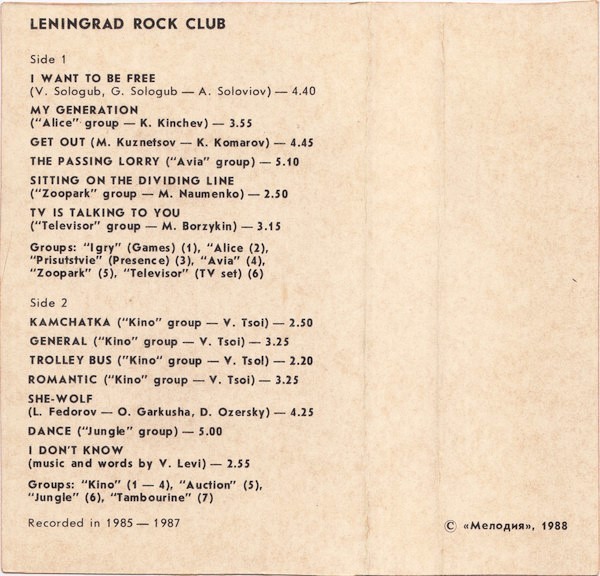 LENINGRAD ROCK CLUB
Side 1
I WANT TO BE FREE
(V. Sologub, G. Sologub — A. Soloviov) — 4.40
MY GENERATION
("Alice" group — K. Kinchev) — 3.55
GET OUT (M. Kuznetsov — K. Komarov) — 4.45
THE PASSING LORRY ("Avia" group) — 5.10
SITTING ON THE DIVIDING LINE
("Zoopark" group — M. Naumenko) — 2.50
TV IS TALKING TO YOU
("Televisor" group — M. Borzykin) — 3.15
Groups: "Igry" (Games) (1), "Alice (2),
"Prisutstvie" (Presence) (3), "Avia" (4),
"Zoopark" (5), "Televisor" (TV set) (6)
Side 2
KAMCHATKA ("Kino" group — V. Tsoi) — 2.50
GENERAL ("Kino" group — V. Tsoi) — 3.25
TROLLEY BUS ("Kino" group — V. Tsol) — 2.20
ROMANTIC ("Kino" group — V. Tsoi) — 3.25
SHE-WOLF
(L. Fedorov — O. Garkusha, D. Ozersky) — 4.25
DANCE ("Jungle" group) — 5.00
I DON'T KNOW
(music and words by V. Levi) — 2.55
Groups: "Kino" (1 — 4), "Auction" (5),
"Jungle" (6), "Tambourine" (7)
Recorded in 1985 — 1987
© «Мелодия», 1988